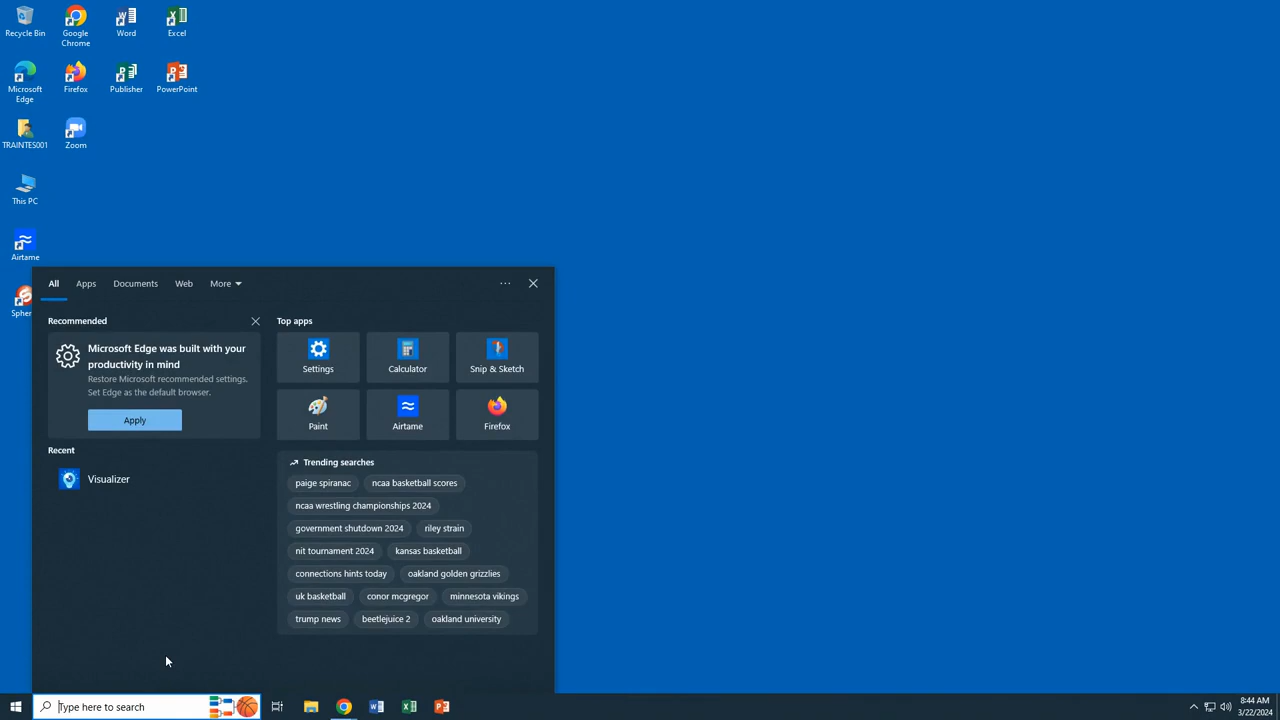 Recycle Bin
Google
Chrome
Word
Excel
Microsoft
Edge
Firefox
Publisher
PowerPoint
TRAINTES001
Zoom
This PC
Airtame
Spher
All
Apps
Documents
Web
More
Recommended
Microsoft Edge was built with your
productivity in mind
Restore Microsoft recommended settings.
Set Edge as the default browser.
Apply
Recent
Visualizer
Top apps
Settings
Calculator
Snip & Sketch
Paint
Airtame
Firefox
Trending searches
paige spiranac
ncaa basketball scores
ncaa wrestling championships 2024
government shutdown 2024
riley strain
nit tournament 2024
kansas basketball
connections hints today
oakland golden grizzlies
uk basketball
conor mcgregor
minnesota vikings
trump news
beetlejuice 2
oakland university
Type here to search
8:44 AM
3/22/2024